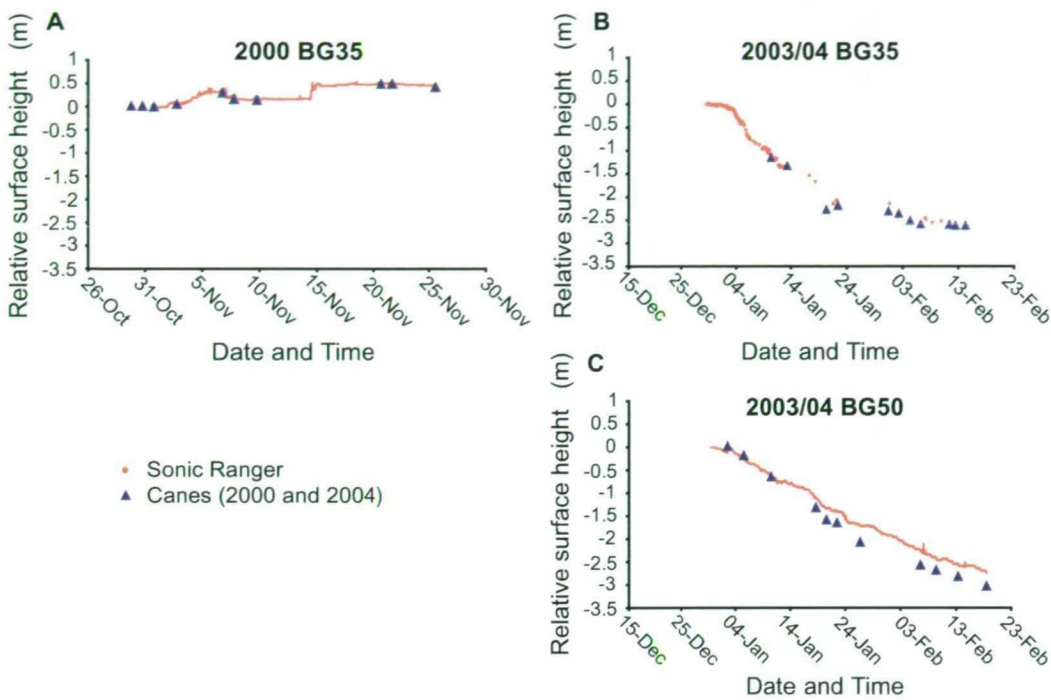 A
2000 BG35
Relative surface height (m)
1
0.5
0
-0.5
-1
-1.5
-2
-2.5
-3
-3.5
26-Oct
31-Oct
5-Nov
10-Nov
15-Nov
20-Nov
25-Nov
30-Nov
Date and Time
B
2003/04 BG35
Relative surface height (m)
1
0.5
0
-0.5
-1
-1.5
-2
-2.5
-3
-3.5
15-Dec
25-Dec
04-Jan
14-Jan
24-Jan
03-Feb
13-Feb
23-Feb
Date and Time
Sonic Ranger
Canes (2000 and 2004)
C
2003/04 BG50
Relative surface height (m)
1
0.5
0
-0.5
-1
-1.5
-2
-2.5
-3
-3.5
15-Dec
25-Dec
04-Jan
14-Jan
24-Jan
03-Feb
13-Feb
23-Feb
Date and Time